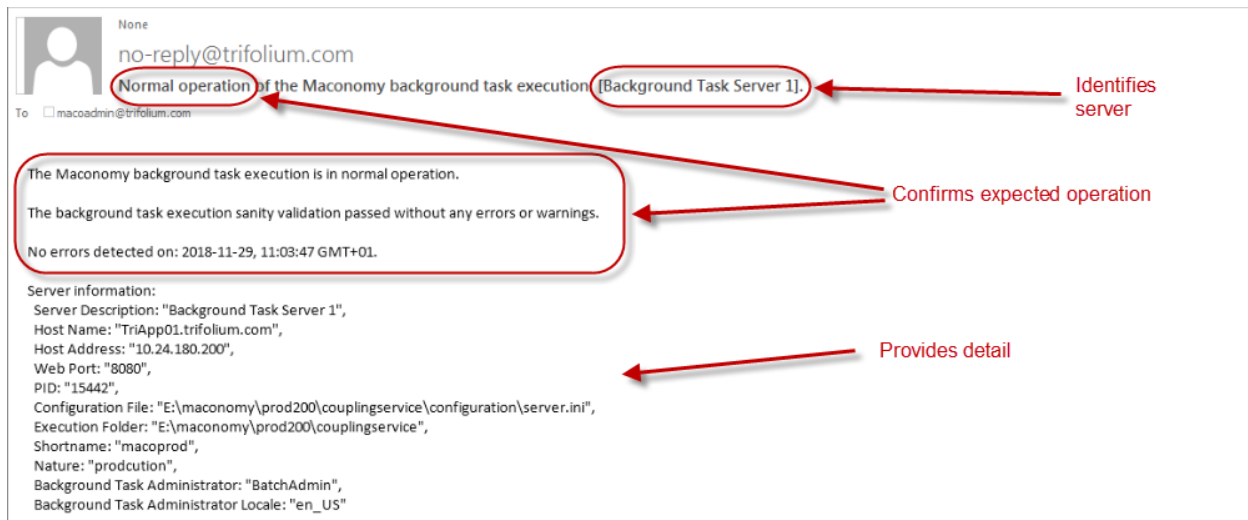 None
no-reply@trifolium.com
Normal operation of the Maconomy background task execution [Background Task Server 1].
Identifies
server
To macoadmin@trifolium.com
The Maconomy background task execution is in normal operation.
Confirms expected operation
The background task execution sanity validation passed without any errors or warnings.
No errors detected on: 2018-11-29, 11:03:47 GMT+01.
Server information:
Server Description: "Background Task Server 1",
Host Name: "TriApp01.trifolium.com",
Host Address: "10.24.180.200",
Provides detail
Web Port: "8080",
PID: "15442",
Configuration File: "E:\maconomy\prod200\couplingservice\configuration\server.ini",
Execution Folder: "E:\maconomy\prod200\couplingservice",
Shortname: "macoprod",
Nature: "prodcution",
Background Task Administrator: "BatchAdmin",
Background Task Administrator Locale: "en_US"